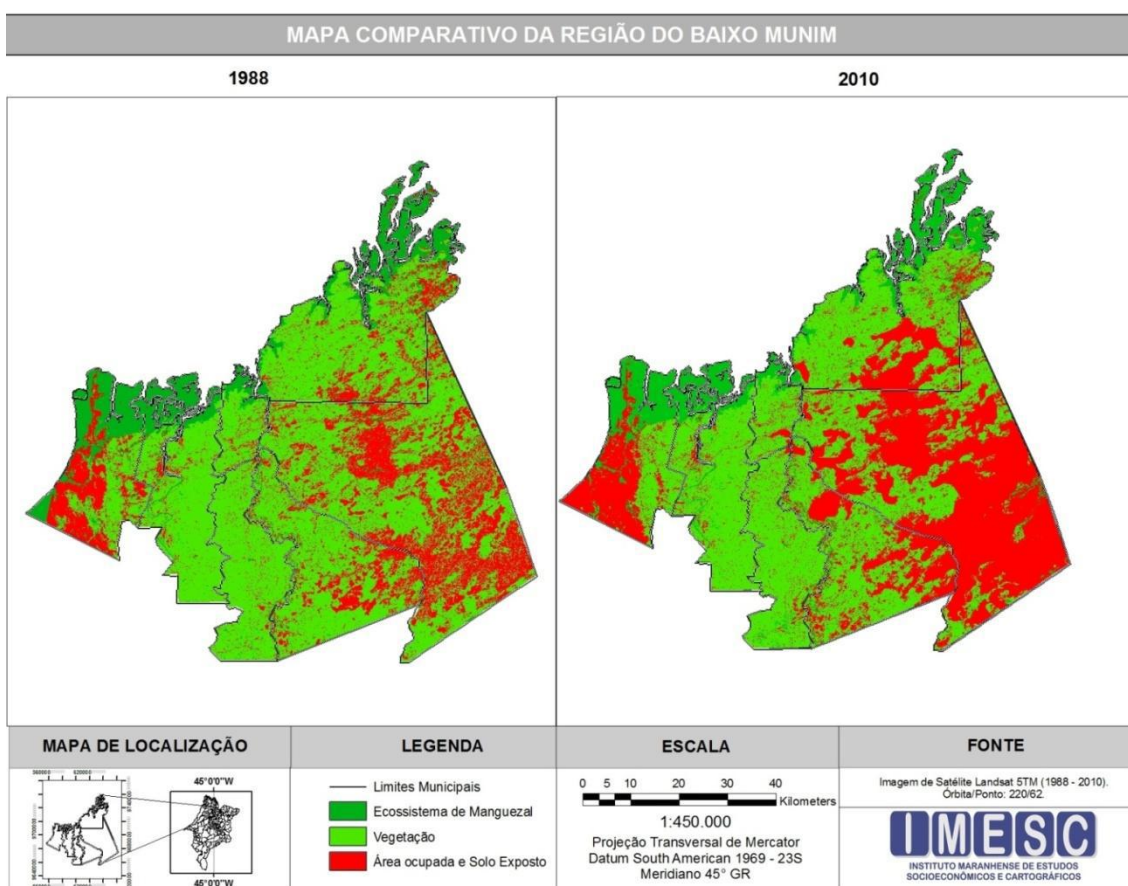 MAPA COMPARATIVO DA REGIÃO DO BAIXO MUNIM
1988
2010
MAPA DE LOCALIZAÇÃO
45°0'0"W
45°0'0"W
LEGENDA
Limites Municipais
Ecossistema de Manguezal
Vegetação
Área ocupada e Solo Exposto
ESCALA
0 5 10 20 30 40
Kilometers
1:450.000
Projeção Transversal de Mercator
Datum South American 1969 - 23S
Meridiano 45° GR
FONTE
Imagem de Satélite Landsat 5TM (1988 - 2010).
Órbita/Ponto: 220/62.
IMESC
INSTITUTO MARANHENSE DE ESTUDOS
SOCIOECONÔMICOS E CARTOGRÁFICOS